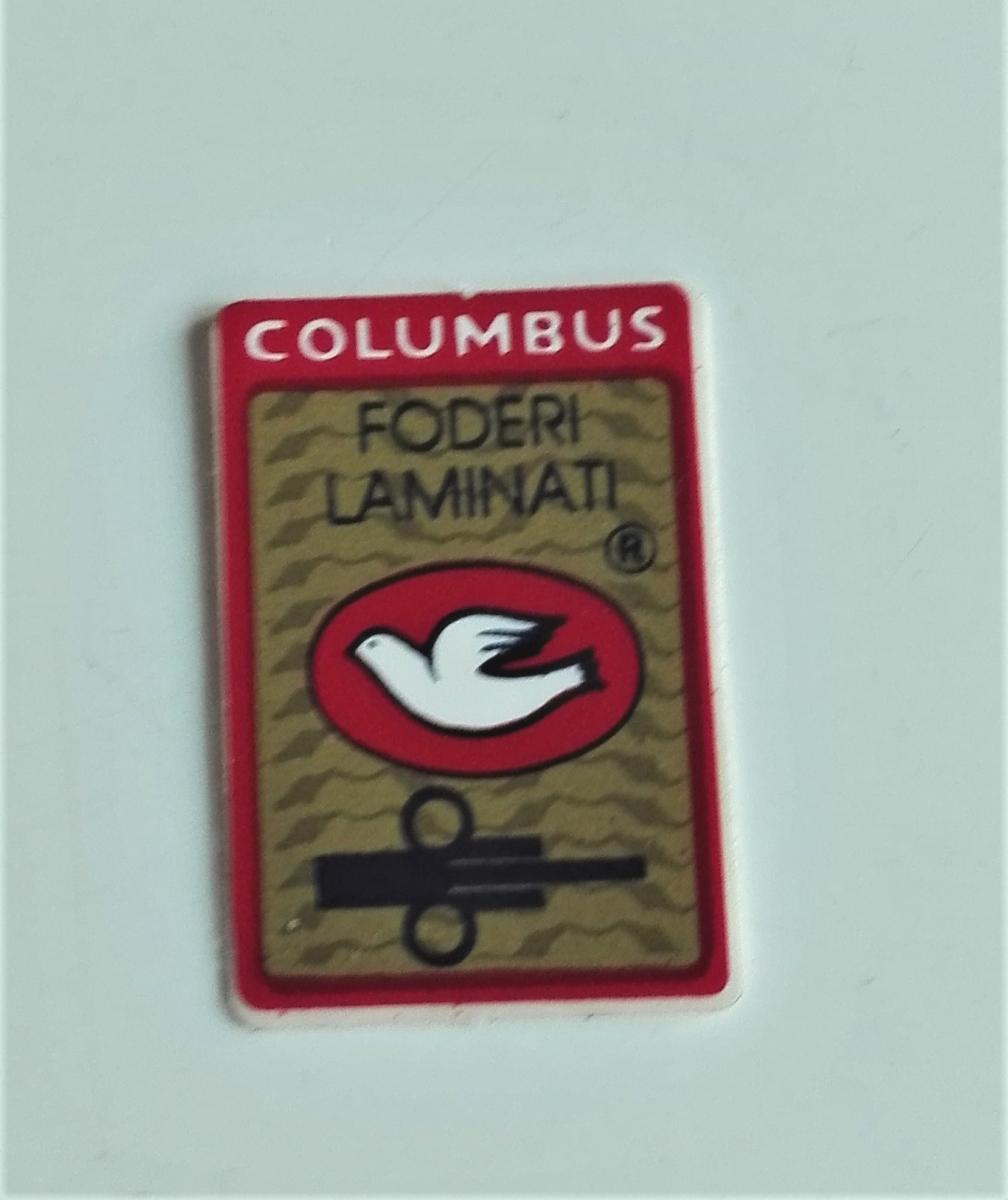 COLUMBUS
FODERI
LAMINATI
®